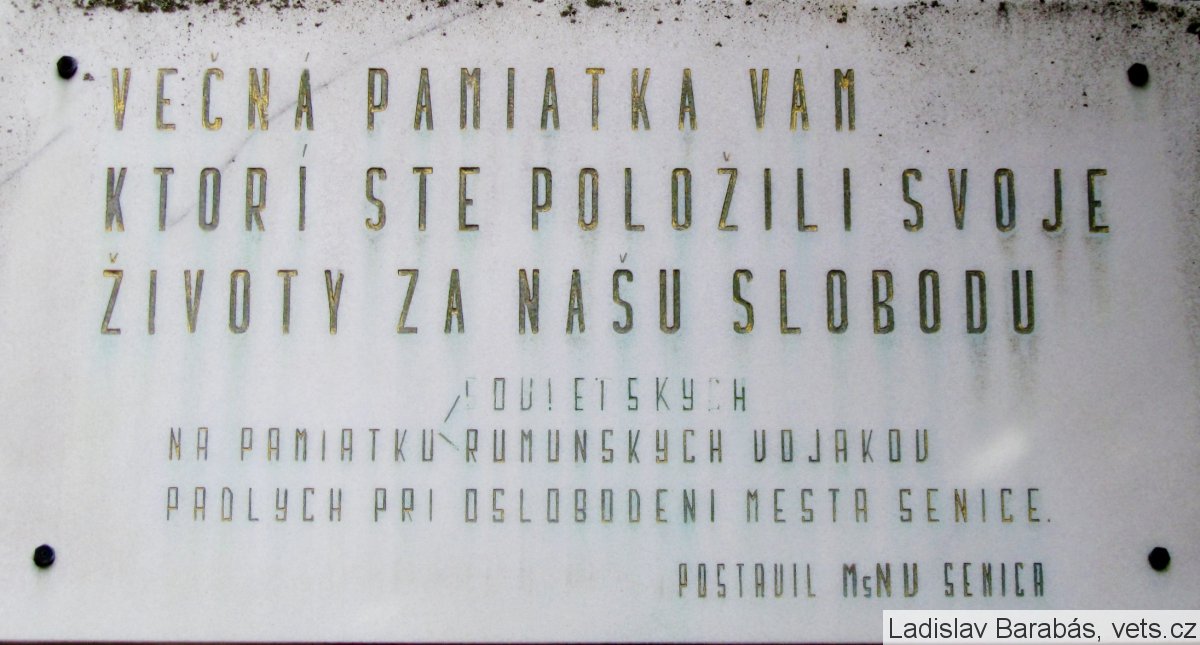 VEČNÁ PAMIATKA VÁM
KTORÍ STE POLOŽILI SVOJE
ŽIVOTY ZA NAŠU SLOBODU
SOVIETSKYCH
NA PAMIATKU RUMUNSKYCH VOJAKOV
PADLYCH PRI OSLOBODENI MESTA SENICE.
POSTAVIL MsNV SENICA
Ladislav Barabás, vets.cz